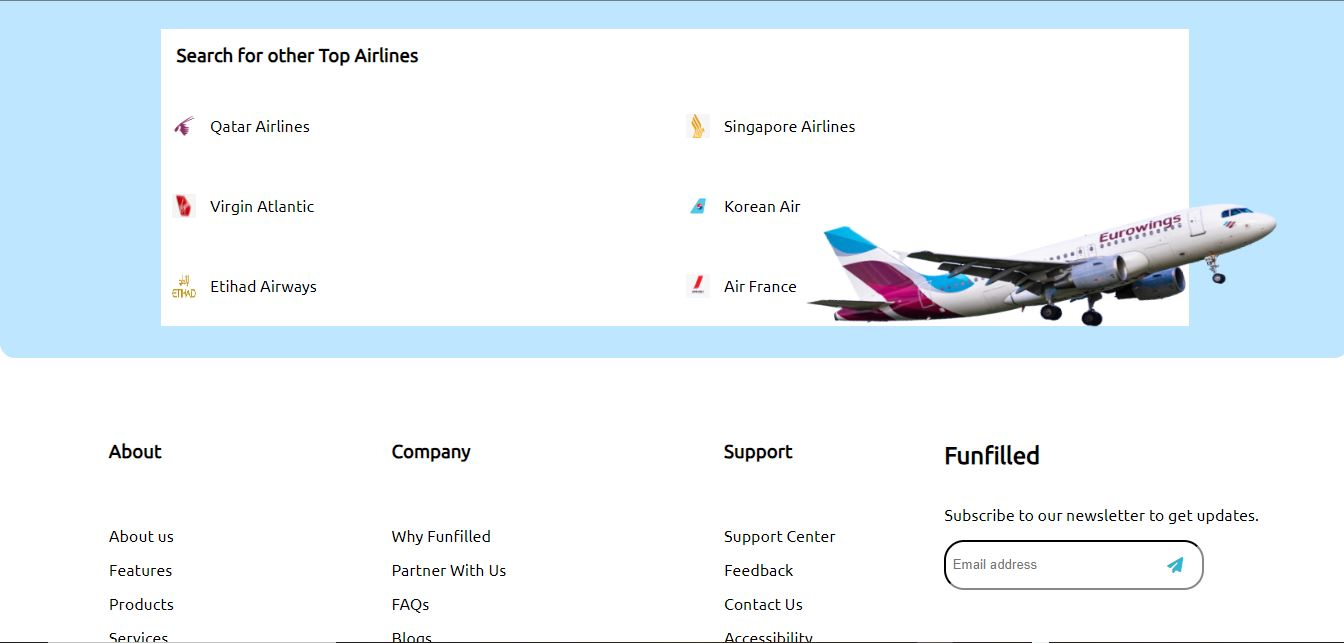 Search for other Top Airlines
Qatar Airlines
Singapore Airlines
Virgin Atlantic
Korean Air
Eurowings
ETIHAD
Etihad Airways
Air France
About
Company
Support
Funfilled
Subscribe to our newsletter to get updates.
About us
Why Funfilled
Support Center
Email address
Features
Partner With Us
Feedback
Products
FAQs
Contact Us
Services
Blogs
Accessibility